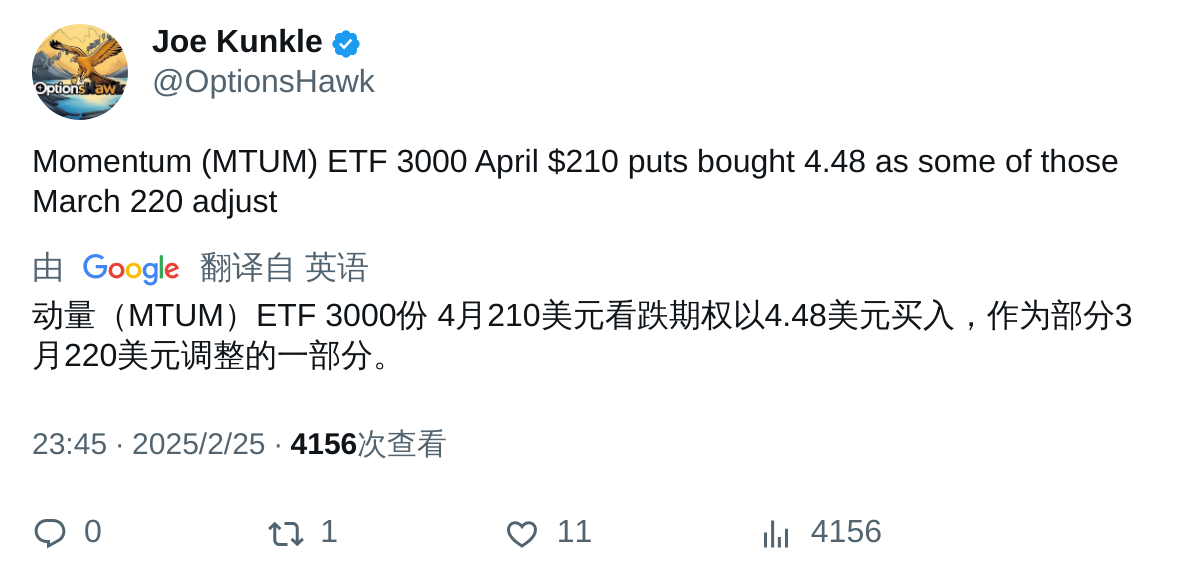 Joe Kunkle
@OptionsHawk
OptionsHawk
Momentum (MTUM) ETF 3000 April $210 puts bought 4.48 as some of those
March 220 adjust
由 Google 翻译自 英语
动量（MTUM）ETF 3000份 4月210美元看跌期权以4.48美元买入，作为部分3
月220美元调整的一部分。
23:45 · 2025/2/25 · 4156次查看
0 1 11 4156